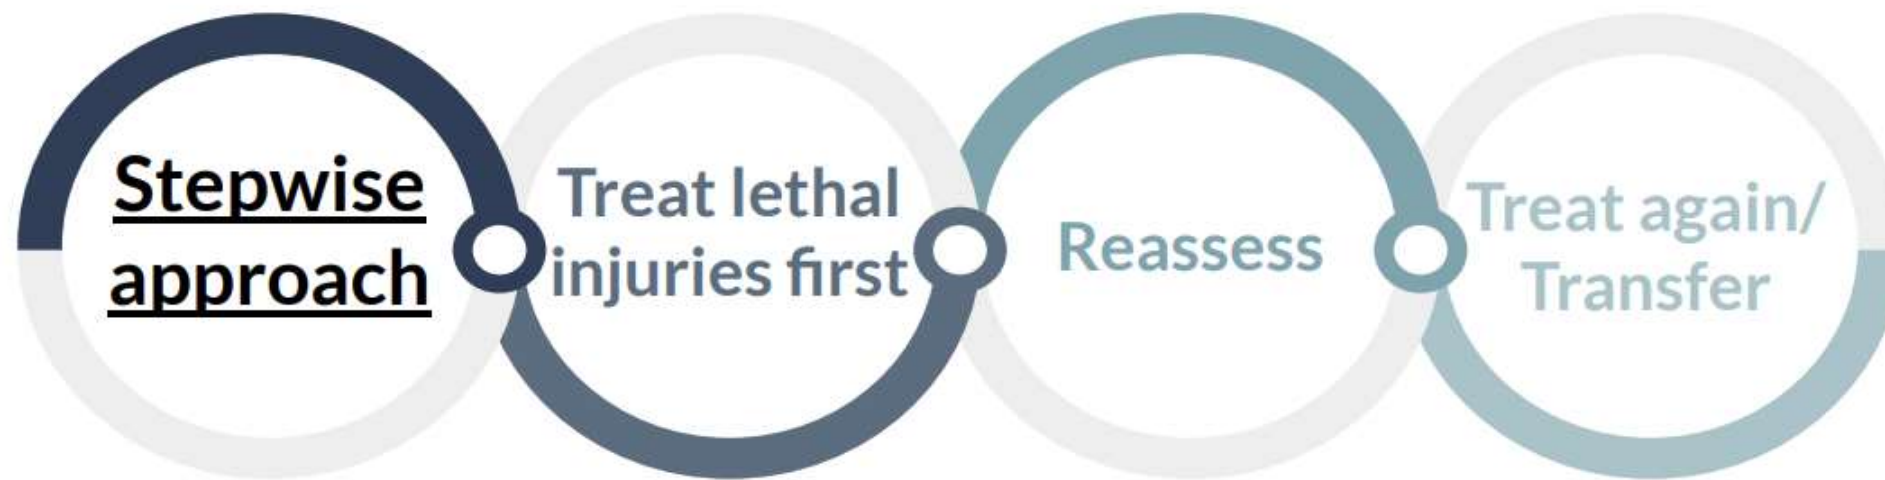 Stepwise
approach
Treat lethal
injuries first
Reassess
Treat again/
Transfer